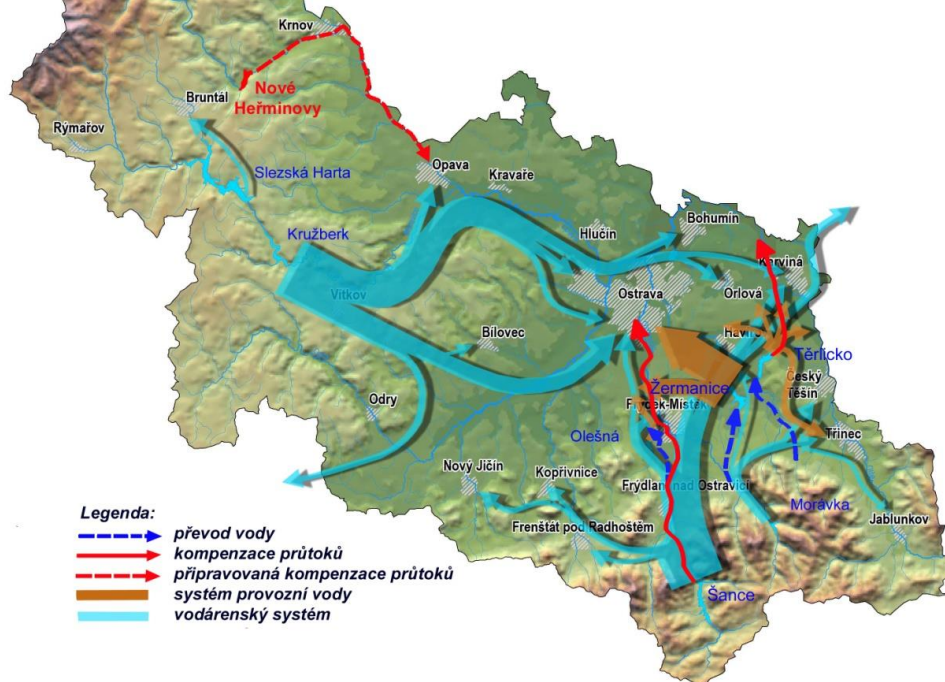 Krnov
Nové
Heřminovy
Bruntál
Rýmařov
Slezská Harta
Opava
Kravaře
Kružberk
Hlučín
Bohumín
Vítkov
Ostrava
Orlová
Karviná
Bílovec
Těrlicko
Žermanice
Český
Těšín
Odry
Frýdek-Místek
Olešná
Třinec
Nový Jičín
Kopřivnice
Frýdlant nad Ostravicí
Morávka
Frenštát pod Radhoštěm
Jablunkov
Šance
Legenda:
převod vody
kompenzace průtoků
připravovaná kompenzace průtoků
systém provozní vody
vodárenský systém